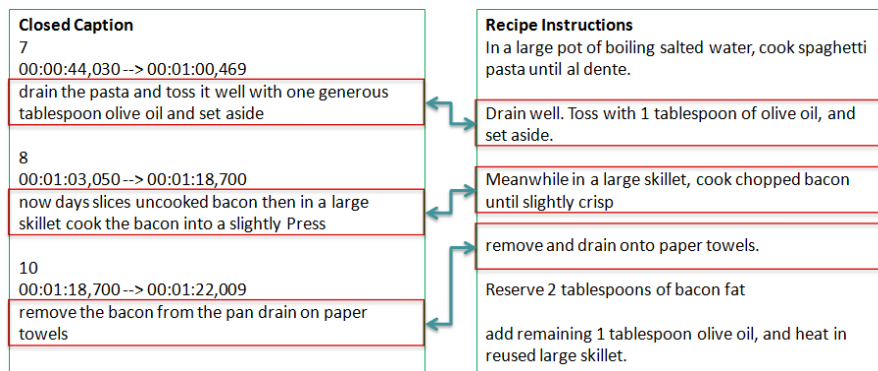 Closed Caption
7
00:00:44,030 --> 00:01:00,469
drain the pasta and toss it well with one generous
tablespoon olive oil and set aside
8
00:01:03,050 --> 00:01:18,700
now days slices uncooked bacon then in a large
skillet cook the bacon into a slightly Press
10
00:01:18,700 --> 00:01:22,009
remove the bacon from the pan drain on paper
towels
Recipe Instructions
In a large pot of boiling salted water, cook spaghetti
pasta until al dente.
Drain well. Toss with 1 tablespoon of olive oil, and
set aside.
Meanwhile in a large skillet, cook chopped bacon
until slightly crisp
remove and drain onto paper towels.
Reserve 2 tablespoons of bacon fat
add remaining 1 tablespoon olive oil, and heat in
reused large skillet.